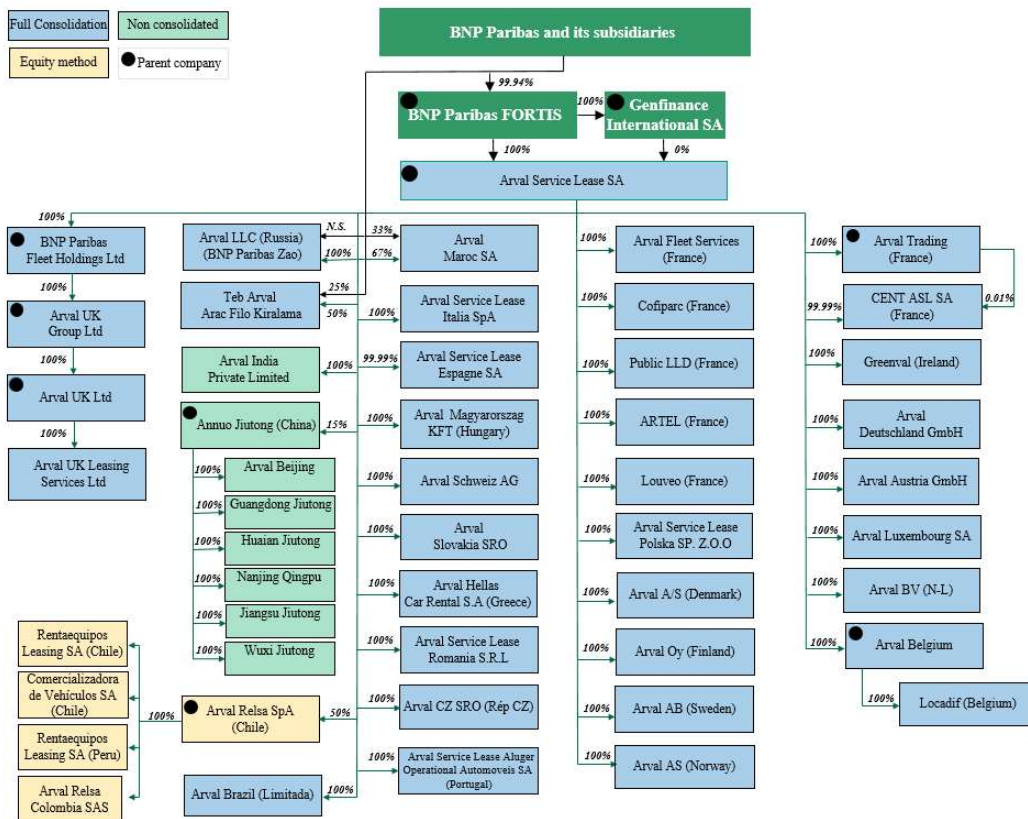 Full Consolidation
Non consolidated
Equity method
Parent company
BNP Paribas and its subsidiaries
99.94%
BNP Paribas FORTIS
100%
Genfinance
International SA
100%
0%
Arval Service Lease SA
100%
BNP Paribas
Fleet Holdings Ltd
100%
Arval UK
Group Ltd
100%
Arval UK Ltd
100%
Arval UK Leasing
Services Ltd
Arval LLC (Russia)
(BNP Paribas Zao)
N.S.
100%
33%
67%
Arval
Maroc SA
Teb Arval
Arac Filo Kiralama
25%
50%
100%
Arval Service Lease
Italia SpA
Arval India
Private Limited
100%
99.99%
Arval Service Lease
Espagne SA
Annuo Jiutong (China)
15%
100%
Arval Magyarorszag
KFT (Hungary)
100%
Arval Beijing
100%
Guangdong Jiutong
100%
Huaian Jiutong
100%
Nanjing Qingpu
100%
Jiangsu Jiutong
100%
Wuxi Jiutong
100%
Arval Schweiz AG
100%
Arval
Slovakia SRO
100%
Arval Hellas
Car Rental S.A (Greece)
100%
Arval Service Lease
Romania S.R.L
100%
Arval CZ SRO (Rép CZ)
100%
Arval Service Lease Aluger
Operational Automoveis SA
(Portugal)
Rentaequipos
Leasing SA (Chile)
Comercializadora
de Vehículos SA
(Chile)
Rentaequipos
Leasing SA (Peru)
Arval Relsa
Colombia SAS
100%
Arval Relsa SpA
(Chile)
50%
Arval Brazil (Limitada)
100%
100%
Arval Fleet Services
(France)
100%
Cofiparc (France)
100%
Public LLD (France)
100%
ARTEL (France)
100%
Louveo (France)
100%
Arval Service Lease
Polska SP. Z.O.O
100%
Arval A/S (Denmark)
100%
Arval Oy (Finland)
100%
Arval AB (Sweden)
100%
Arval AS (Norway)
100%
Arval Trading
(France)
99.99%
CENT ASL SA
(France)
0.01%
100%
Greenval (Ireland)
100%
Arval
Deutschland GmbH
100%
Arval Austria GmbH
100%
Arval Luxembourg SA
100%
Arval BV (N-L)
100%
Arval Belgium
100%
Locadif (Belgium)